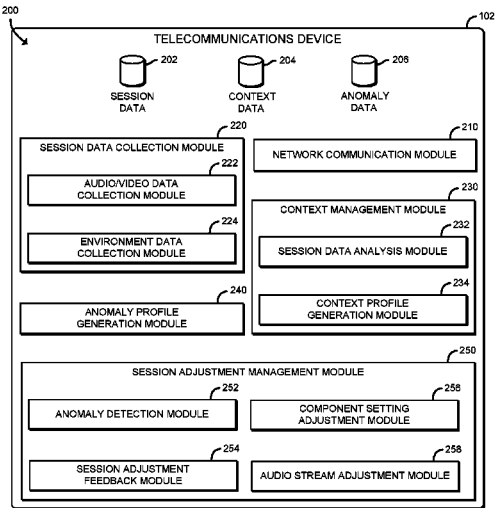 200
102
TELECOMMUNICATIONS DEVICE
202
204
206
SESSION
DATA
CONTEXT
DATA
ANOMALY
DATA
220
SESSION DATA COLLECTION MODULE
222
AUDIO/VIDEO DATA
COLLECTION MODULE
224
ENVIRONMENT DATA
COLLECTION MODULE
210
NETWORK COMMUNICATION MODULE
230
CONTEXT MANAGEMENT MODULE
232
SESSION DATA ANALYSIS MODULE
234
CONTEXT PROFILE
GENERATION MODULE
240
ANOMALY PROFILE
GENERATION MODULE
250
SESSION ADJUSTMENT MANAGEMENT MODULE
252
ANOMALY DETECTION MODULE
256
COMPONENT SETTING
ADJUSTMENT MODULE
254
SESSION ADJUSTMENT
FEEDBACK MODULE
258
AUDIO STREAM ADJUSTMENT MODULE